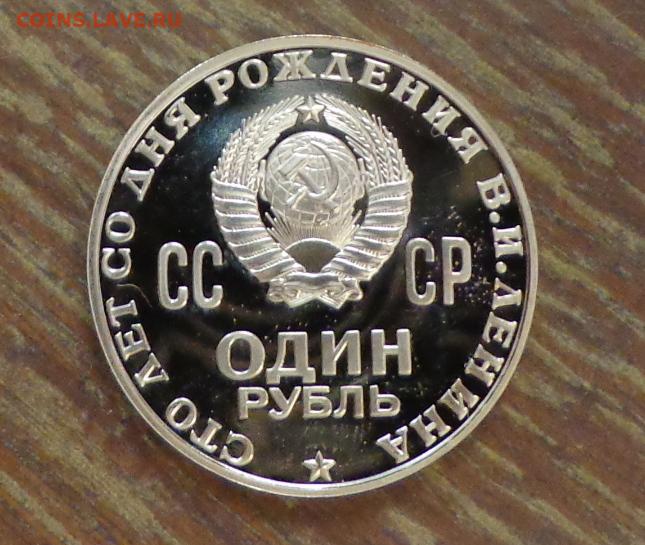 COINS.LAVE.RU
СТО ЛЕТ СО ДНЯ РОЖДЕНИЯ В.И.ЛЕНИНА
СС СР
ОДИН
РУБЛЬ